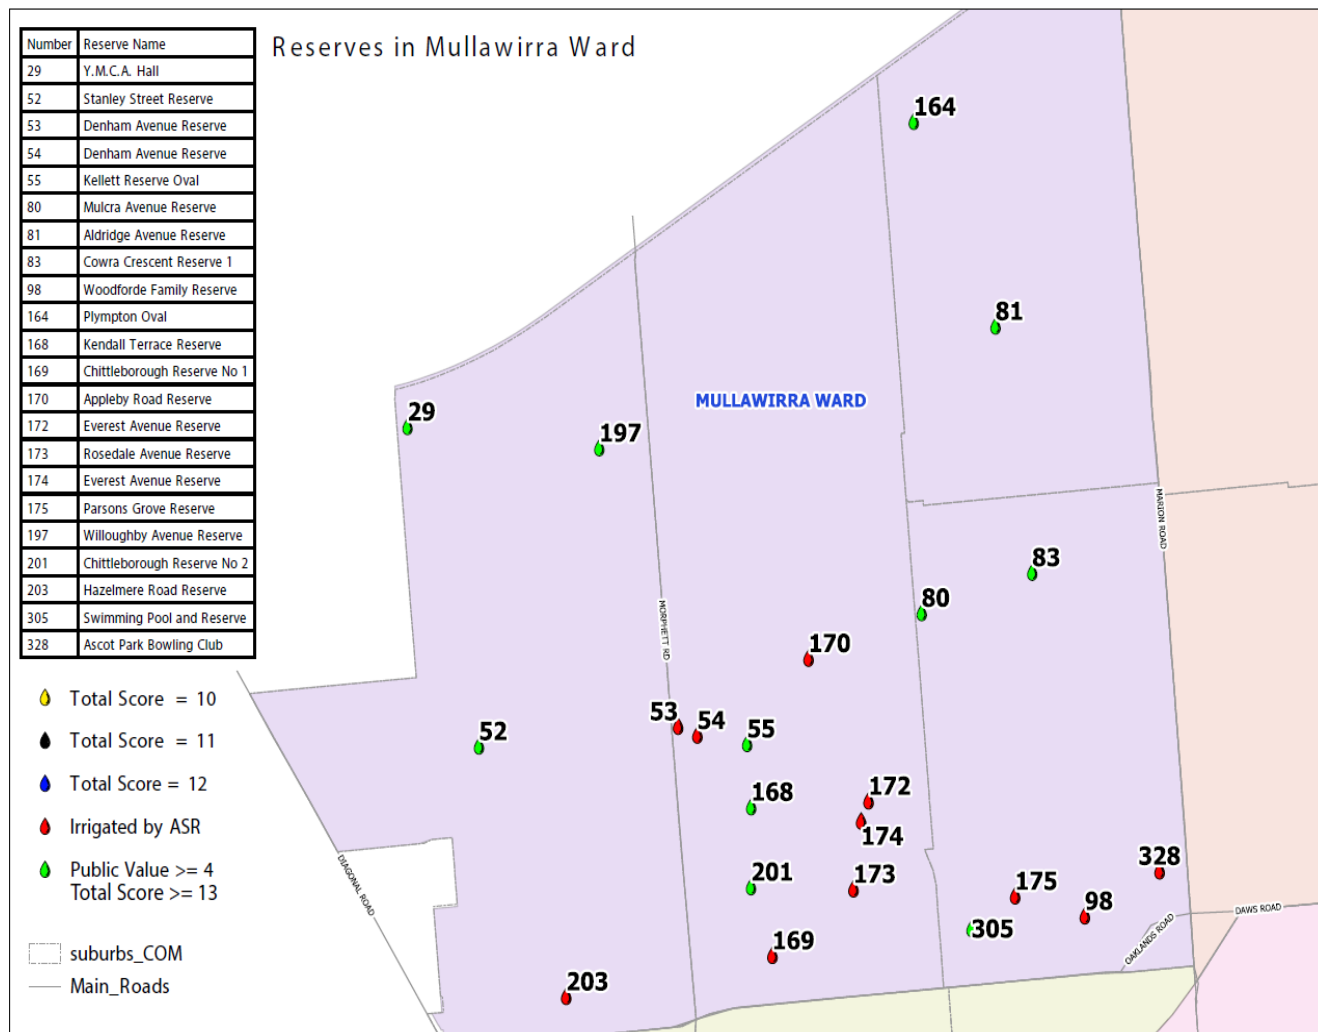 Reserves in Mullawirra Ward
Number Reserve Name
29 Y.M.C.A. Hall
52 Stanley Street Reserve
53 Denham Avenue Reserve
54 Denham Avenue Reserve
55 Kellett Reserve Oval
80 Mulcra Avenue Reserve
81 Aldridge Avenue Reserve
83 Cowra Crescent Reserve 1
98 Woodforde Family Reserve
164 Plympton Oval
168 Kendall Terrace Reserve
169 Chittleborough Reserve No 1
170 Appleby Road Reserve
172 Everest Avenue Reserve
173 Rosedale Avenue Reserve
174 Everest Avenue Reserve
175 Parsons Grove Reserve
197 Willoughby Avenue Reserve
201 Chittleborough Reserve No 2
203 Hazelmere Road Reserve
305 Swimming Pool and Reserve
328 Ascot Park Bowling Club
Total Score = 10
Total Score = 11
Total Score = 12
Irrigated by ASR
Public Value >= 4
Total Score >= 13
suburbs_COM
Main_Roads
164
81
MULLAWIRRA WARD
29
197
MARION ROAD
83
80
MORPHETT RD
170
53
54
55
52
168
172
174
328
201
173
175
98
305
DIAGONAL ROAD
DAWS ROAD
OAKLANDS ROAD
169
203